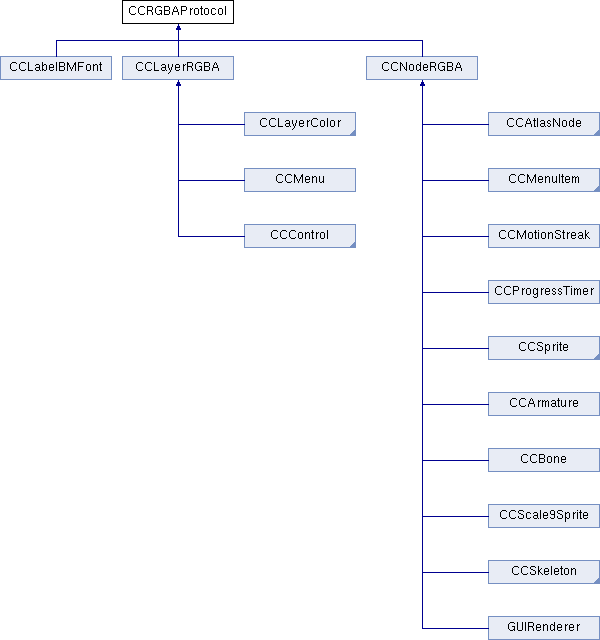 CCRGBAProtocol
CCLabelBMFont
CCLayerRGBA
CCNodeRGBA
CCLayerColor
CCAtlasNode
CCMenu
CCMenuItem
CCControl
CCMotionStreak
CCProgressTimer
CCSprite
CCArmature
CCBone
CCScale9Sprite
CCSkeleton
GUIRenderer